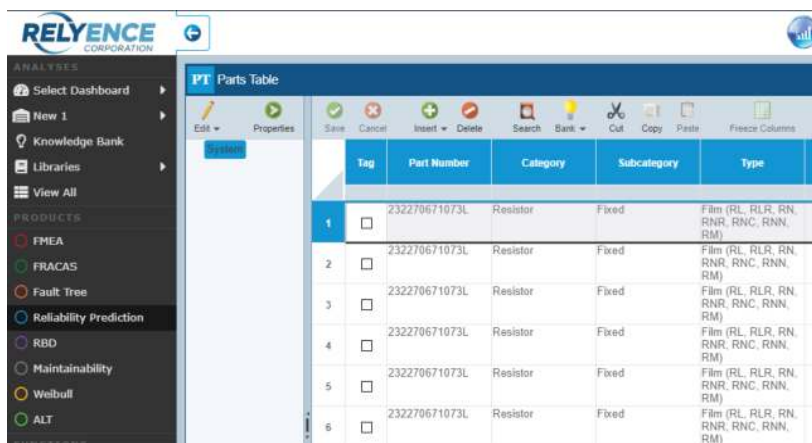 RELYENCE
CORPORATION
ANALYSES
Select Dashboard
New 1
Knowledge Bank
Libraries
View All
PRODUCTS
FMEA
FRACAS
Fault Tree
Reliability Prediction
RBD
Maintainability
Weibull
ALT
PT Parts Table
Edit Properties Save Cancel Insert Delete Search Bank Cut Copy Paste Freeze Columns
System
Tag Part Number Category Subcategory Type
1 232270671073L Resistor Fixed Film (RL, RLR, RN,
RNR, RNC, RNN,
RM)
2 232270671073L Resistor Fixed Film (RL, RLR, RN,
RNR, RNC, RNN,
RM)
3 232270671073L Resistor Fixed Film (RL, RLR, RN,
RNR, RNC, RNN,
RM)
4 232270671073L Resistor Fixed Film (RL, RLR, RN,
RNR, RNC, RNN,
RM)
5 232270671073L Resistor Fixed Film (RL, RLR, RN,
RNR, RNC, RNN,
RM)
6 232270671073L Resistor Fixed Film (RL, RLR, RN,
RNR, RNC, RNN,
RM)